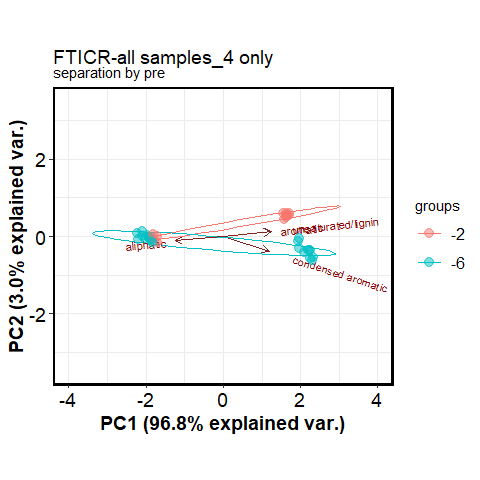 FTICR-all samples_4 only
separation by pre
PC2 (3.0% explained var.)
2
0
-2
aliphatic
unsaturated/lignin
condensed aromatic
-4
-2
0
2
4
PC1 (96.8% explained var.)
groups
-2
-6